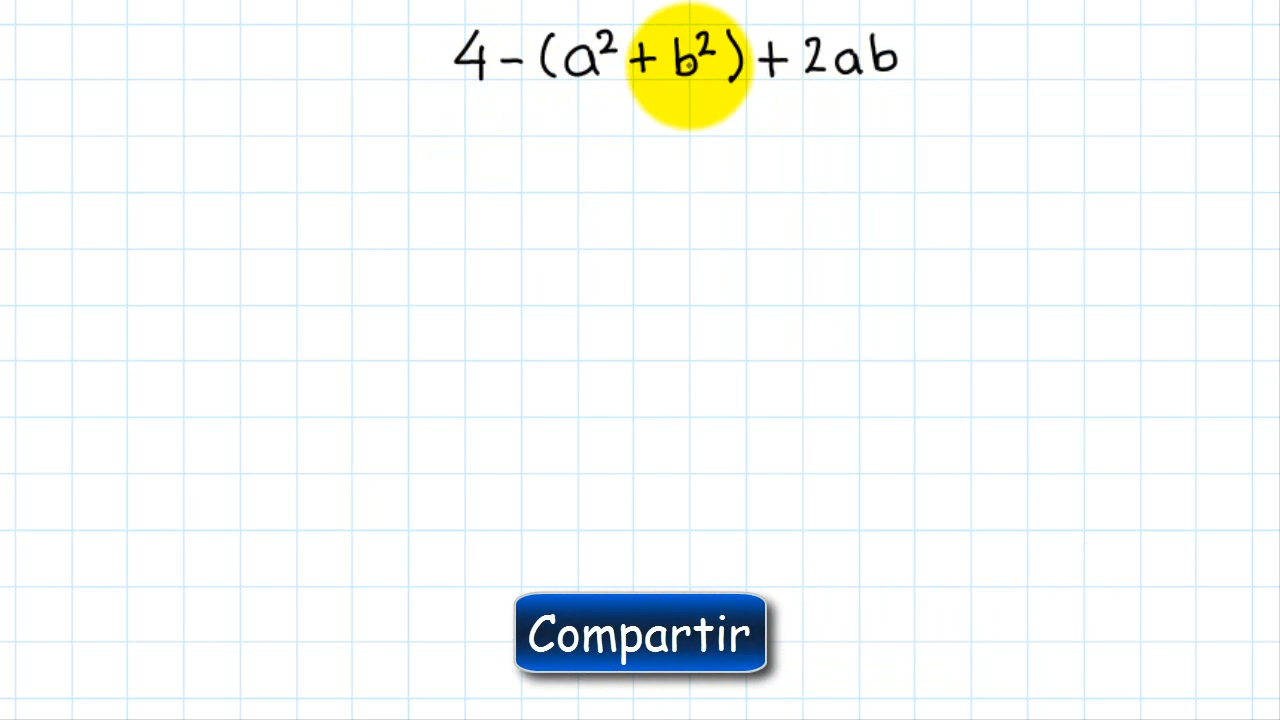 4 - (a² + b²) + 2ab
Compartir